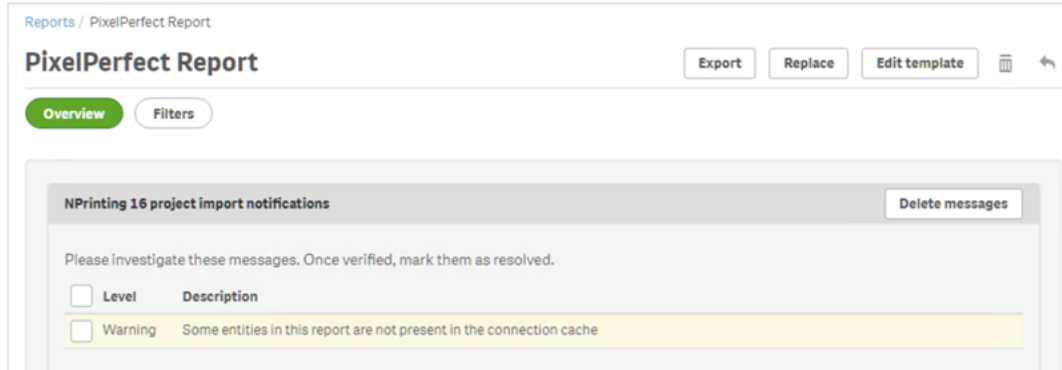 Reports / PixelPerfect Report
PixelPerfect Report
Export Replace Edit template
Overview Filters
NPrinting 16 project import notifications Delete messages
Please investigate these messages. Once verified, mark them as resolved.
Level Description
Warning Some entities in this report are not present in the connection cache